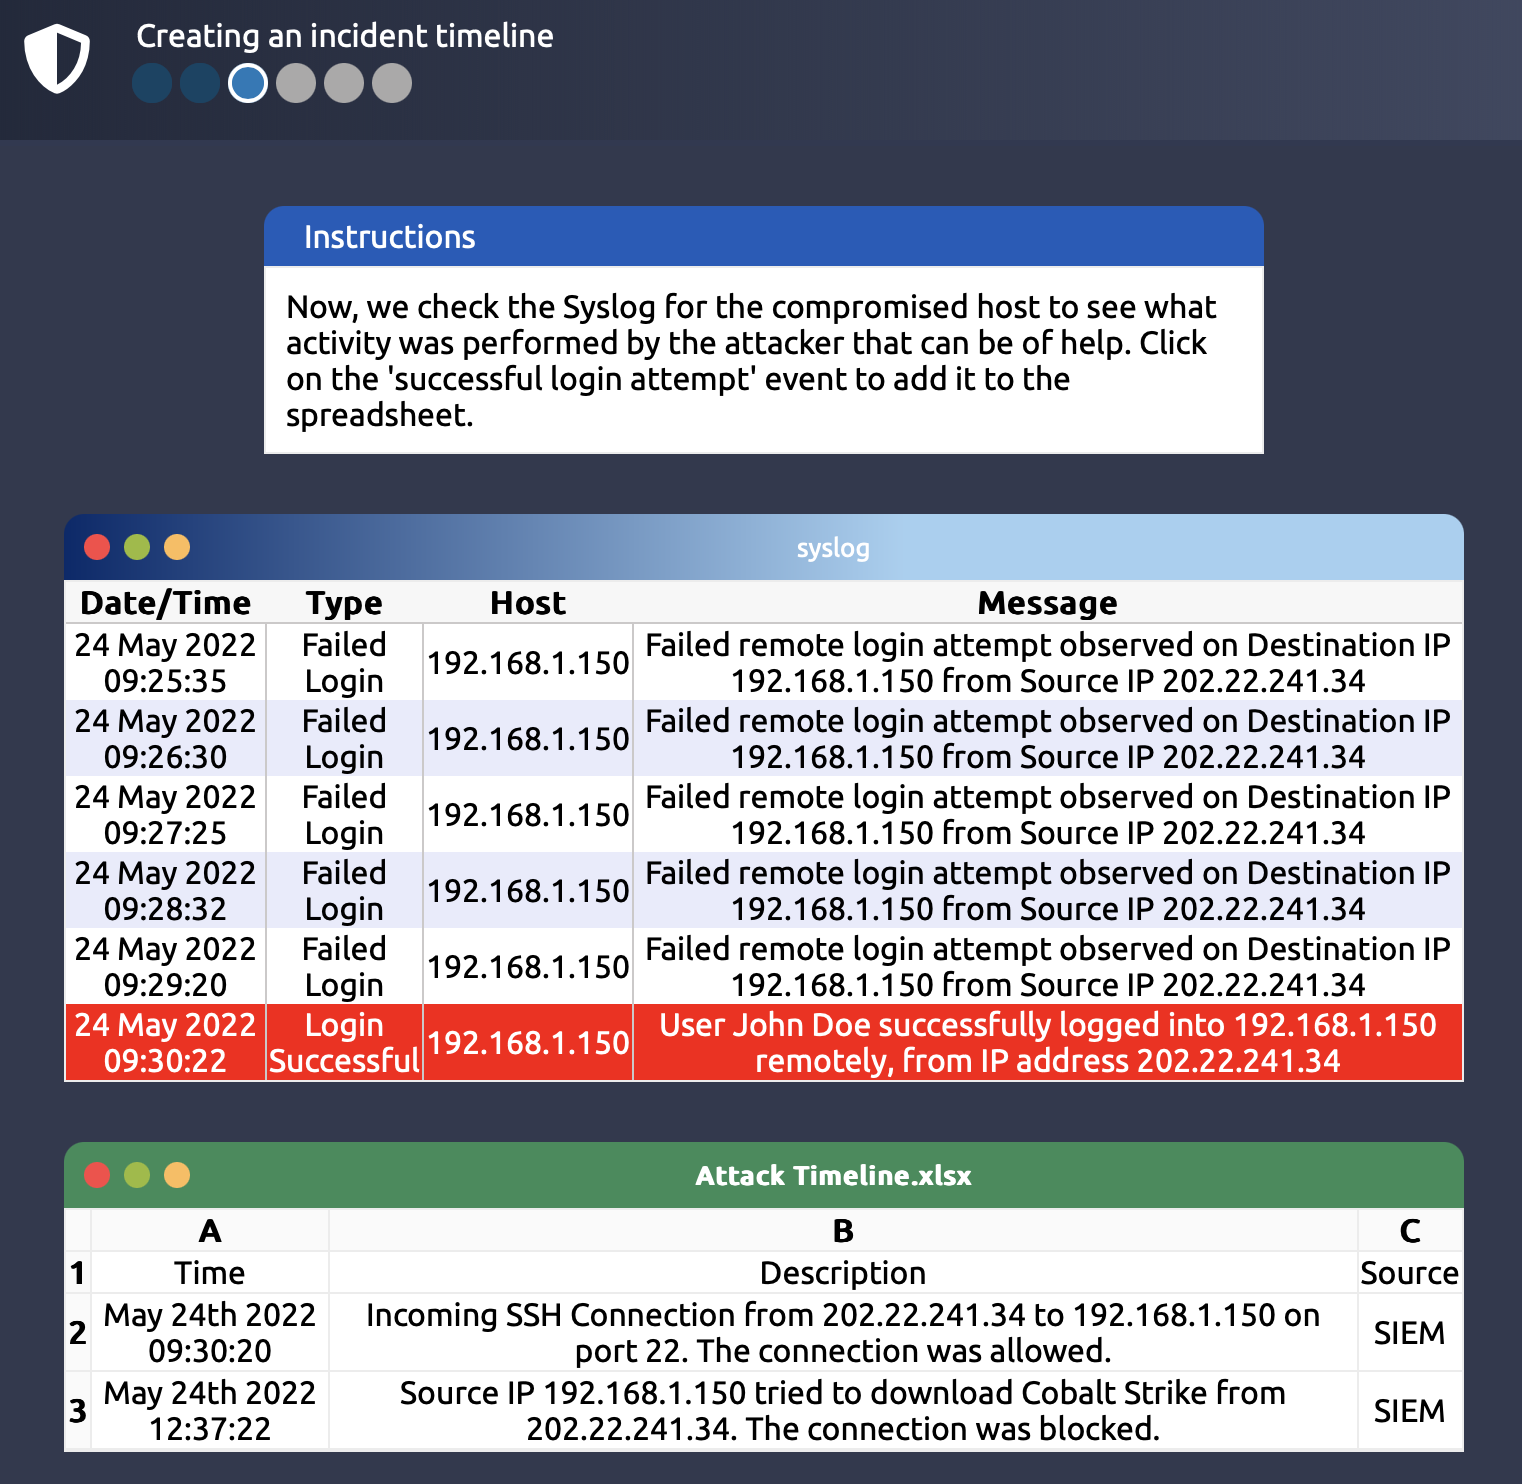 Creating an incident timeline
Instructions
Now, we check the Syslog for the compromised host to see what
activity was performed by the attacker that can be of help. Click
on the 'successful login attempt' event to add it to the
spreadsheet.
syslog
Date/Time Type Host Message
24 May 2022 09:25:35 Failed Login 192.168.1.150 Failed remote login attempt observed on Destination IP 192.168.1.150 from Source IP 202.22.241.34
24 May 2022 09:26:30 Failed Login 192.168.1.150 Failed remote login attempt observed on Destination IP 192.168.1.150 from Source IP 202.22.241.34
24 May 2022 09:27:25 Failed Login 192.168.1.150 Failed remote login attempt observed on Destination IP 192.168.1.150 from Source IP 202.22.241.34
24 May 2022 09:28:32 Failed Login 192.168.1.150 Failed remote login attempt observed on Destination IP 192.168.1.150 from Source IP 202.22.241.34
24 May 2022 09:29:20 Failed Login 192.168.1.150 Failed remote login attempt observed on Destination IP 192.168.1.150 from Source IP 202.22.241.34
24 May 2022 09:30:22 Login Successful 192.168.1.150 User John Doe successfully logged into 192.168.1.150 remotely, from IP address 202.22.241.34
Attack Timeline.xlsx
A B C
1 Time Description Source
2 May 24th 2022 09:30:20 Incoming SSH Connection from 202.22.241.34 to 192.168.1.150 on port 22. The connection was allowed. SIEM
3 May 24th 2022 12:37:22 Source IP 192.168.1.150 tried to download Cobalt Strike from 202.22.241.34. The connection was blocked. SIEM